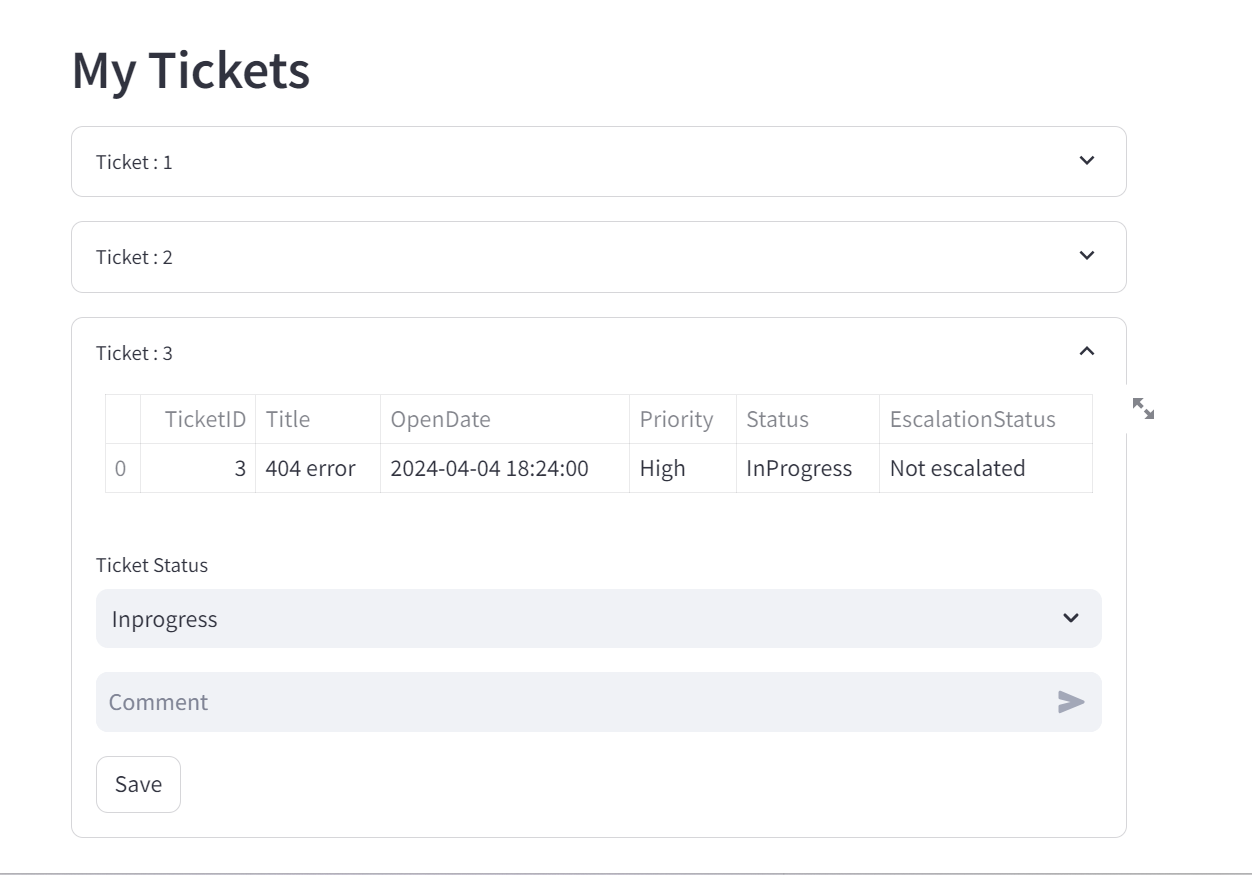 My Tickets
Ticket : 1
Ticket : 2
Ticket : 3
TicketID Title OpenDate Priority Status EscalationStatus
0 3 404 error 2024-04-04 18:24:00 High InProgress Not escalated
Ticket Status
Inprogress
Comment
Save